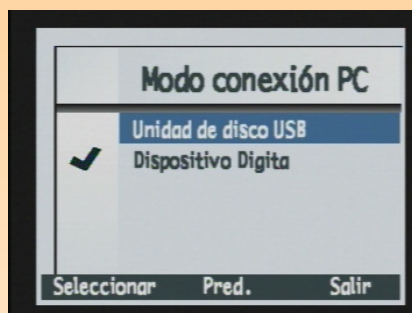 Modo conexión PC
Unidad de disco USB
Dispositivo Digita
Seleccionar Pred. Salir